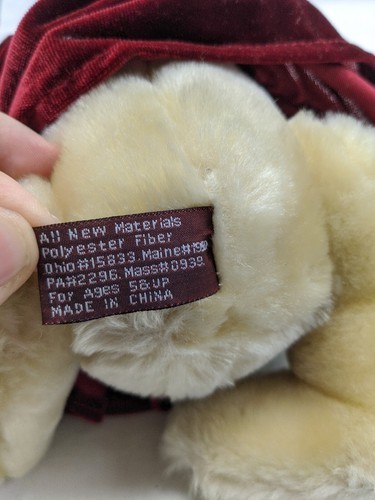 All New Materials
Polyester Fiber
Ohio#15833.Maine#
PA#2296.Mass#0939
For Ages 5&UP
MADE IN CHINA